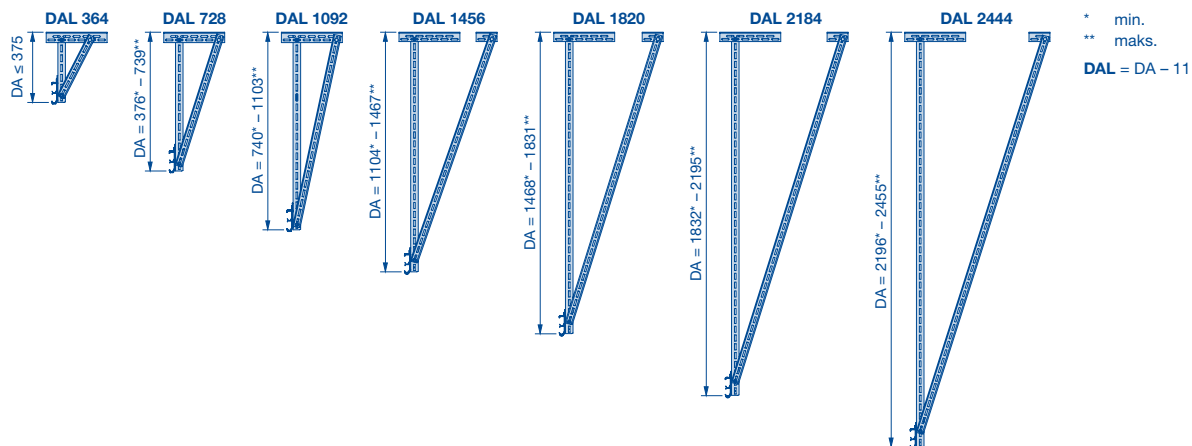 DAL 364
DAL 728
DAL 1092
DAL 1456
DAL 1820
DAL 2184
DAL 2444
* min.
** maks.
DAL = DA – 11
DA ≤ 375
DA = 376* – 739**
DA = 740* – 1103**
DA = 1104* – 1467**
DA = 1468* – 1831**
DA = 1832* – 2195**
DA = 2196* – 2455**